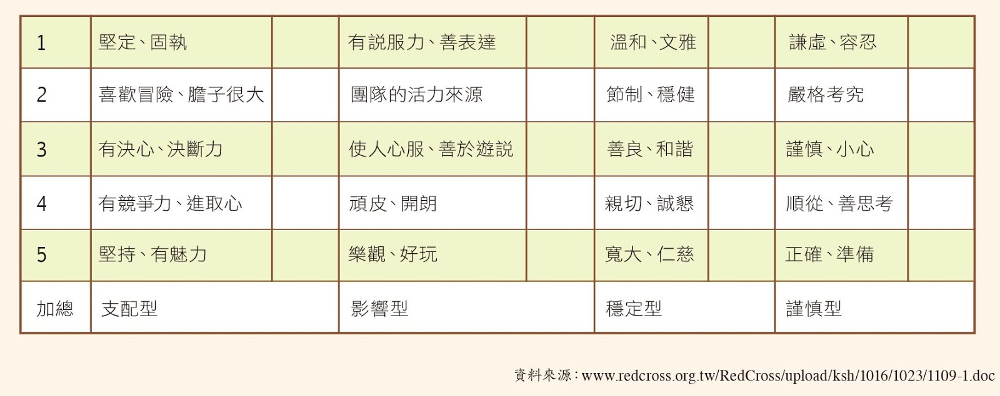 1 堅定、固執 有説服力、善表達 溫和、文雅 謙虛、容忍
2 喜歡冒險、膽子很大 團隊的活力來源 節制、穩健 嚴格考究
3 有決心、決斷力 使人心服、善於遊説 善良、和諧 謹慎、小心
4 有競爭力、進取心 頑皮、開朗 親切、誠懇 順從、善思考
5 堅持、有魅力 樂觀、好玩 寬大、仁慈 正確、準備
加總 支配型 影響型 穩定型 謹慎型
資料來源：www.redcross.org.tw/RedCross/upload/ksh/1016/1023/1109-1.doc